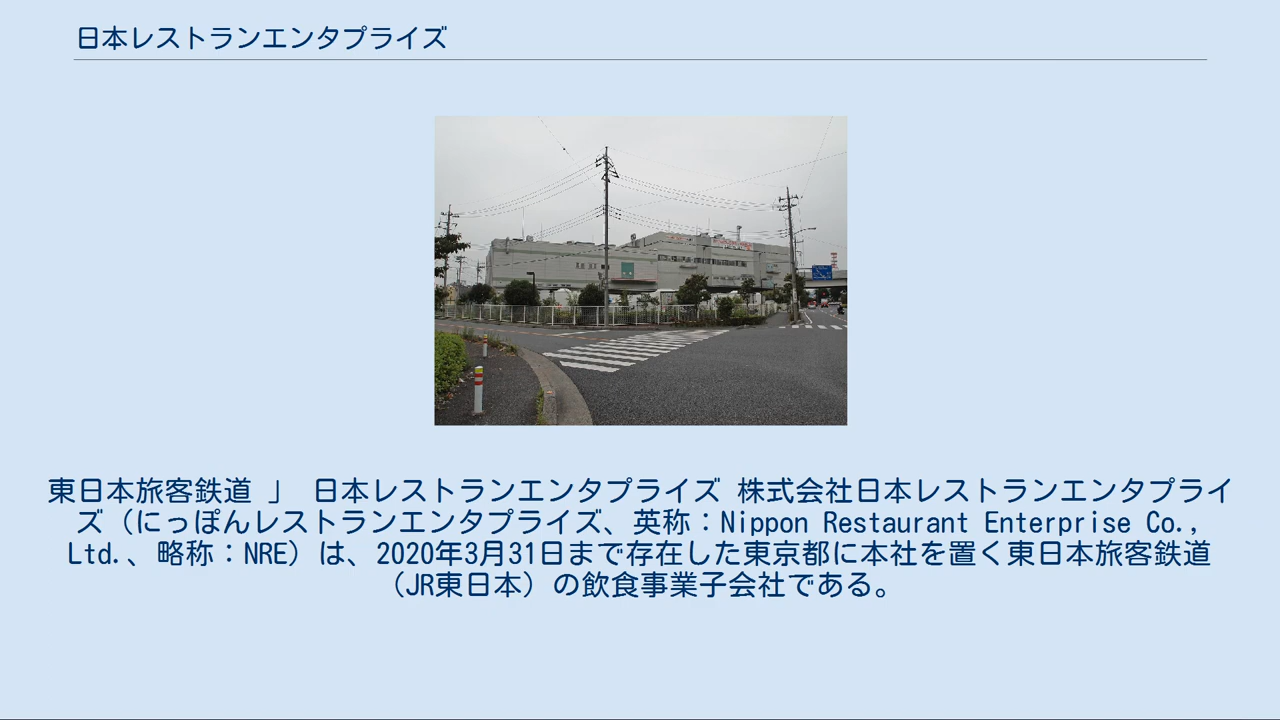 日本レストランエンタプライズ
東日本旅客鉄道 」 日本レストランエンタプライズ 株式会社日本レストランエンタプライ
ズ（にっぽんレストランエンタプライズ、英称：Nippon Restaurant Enterprise Co.,
Ltd.、略称：NRE）は、2020年3月31日まで存在した東京都に本社を置く東日本旅客鉄道
（JR東日本）の飲食事業子会社である。